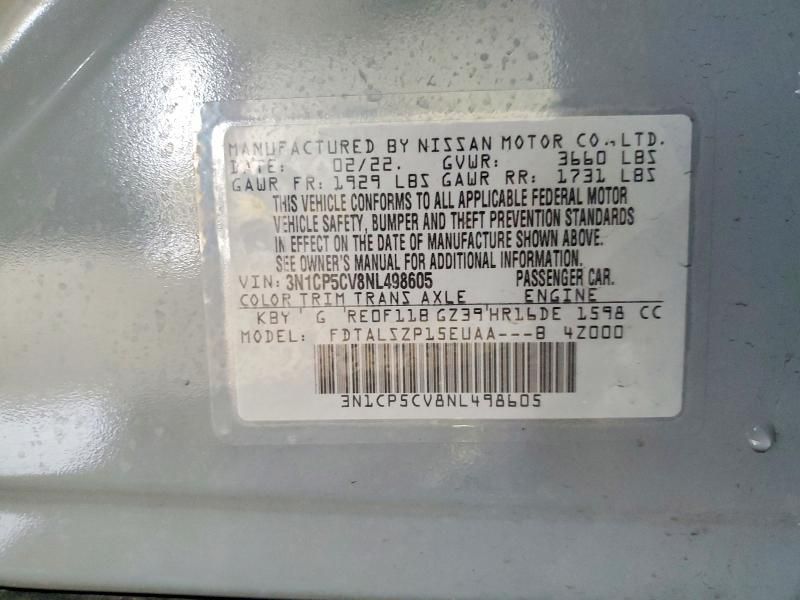 MANUFACTURED BY NISSAN MOTOR CO., LTD.
DATE: 02/22. GVWR: 3660 LBS
GAWR FR: 1929 LBS GAWR RR: 1731 LBS
THIS VEHICLE CONFORMS TO ALL APPLICABLE FEDERAL MOTOR
VEHICLE SAFETY, BUMPER AND THEFT PREVENTION STANDARDS
IN EFFECT ON THE DATE OF MANUFACTURE SHOWN ABOVE.
SEE OWNER'S MANUAL FOR ADDITIONAL INFORMATION.
VIN: 3N1CP5CV8NL498605 PASSENGER CAR.
COLOR TRIM TRANS AXLE ENGINE
KBY G RE0F11B GZ39 HR16DE 1598 CC
MODEL: FDTALSZP15EUAA---B 4Z000
3N1CP5CV8NL498605